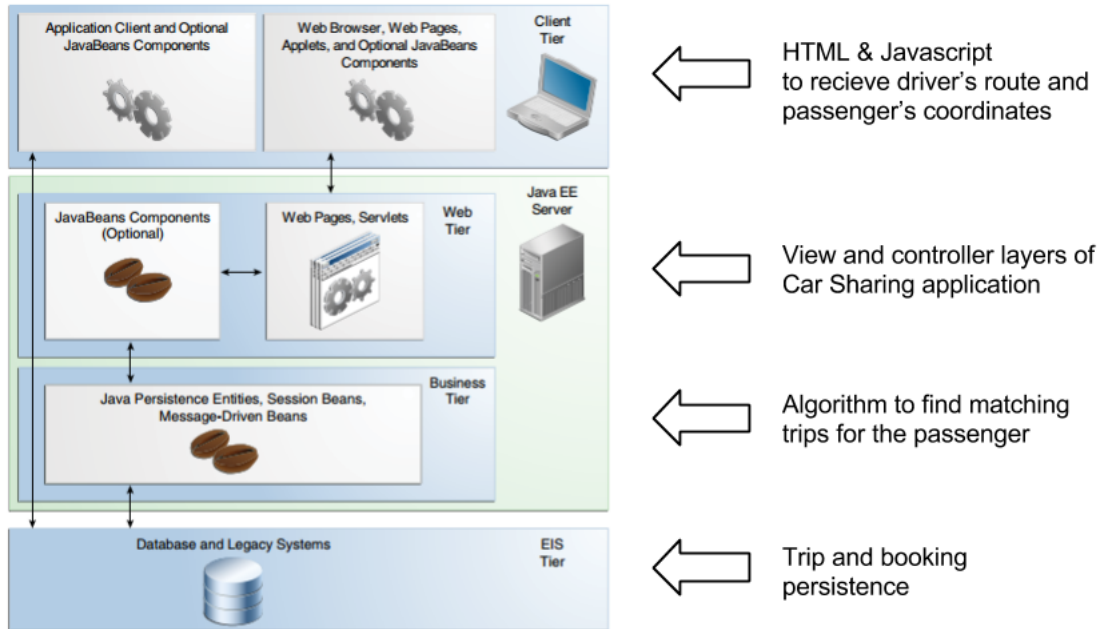 Application Client and Optional
JavaBeans Components
Web Browser, Web Pages,
Applets, and Optional JavaBeans
Components
Client
Tier
HTML & Javascript
to recieve driver's route and
passenger's coordinates
JavaBeans Components
(Optional)
Web Pages, Servlets
Web
Tier
Java EE
Server
View and controller layers of
Car Sharing application
Java Persistence Entities, Session Beans,
Message-Driven Beans
Business
Tier
Algorithm to find matching
trips for the passenger
Database and Legacy Systems
EIS
Tier
Trip and booking
persistence